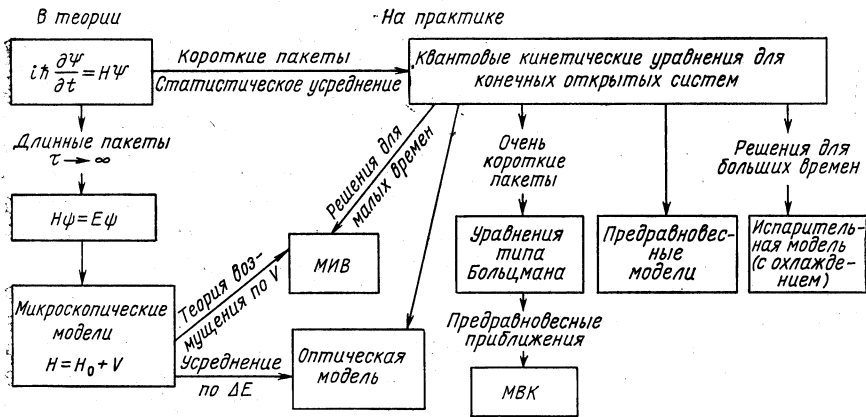 В теории
На практике
iħ ∂Ψ/∂t = HΨ
Короткие пакеты
Статистическое усреднение
Квантовые кинетические уравнения для
конечных открытых систем
Длинные пакеты
τ → ∞
Решения для
малых времен
Очень
короткие
пакеты
Решения для
больших времен
Hψ=Eψ
МИВ
Уравнения
типа
Больцмана
Предравновес-
ные
модели
Испаритель-
ная модель
(с охлажде-
нием)
Микроскопические
модели
H = H₀ + V
Теория воз-
мущения по V
Усреднение
по ΔE
Оптическая
модель
Предравновесные
приближения
МВК